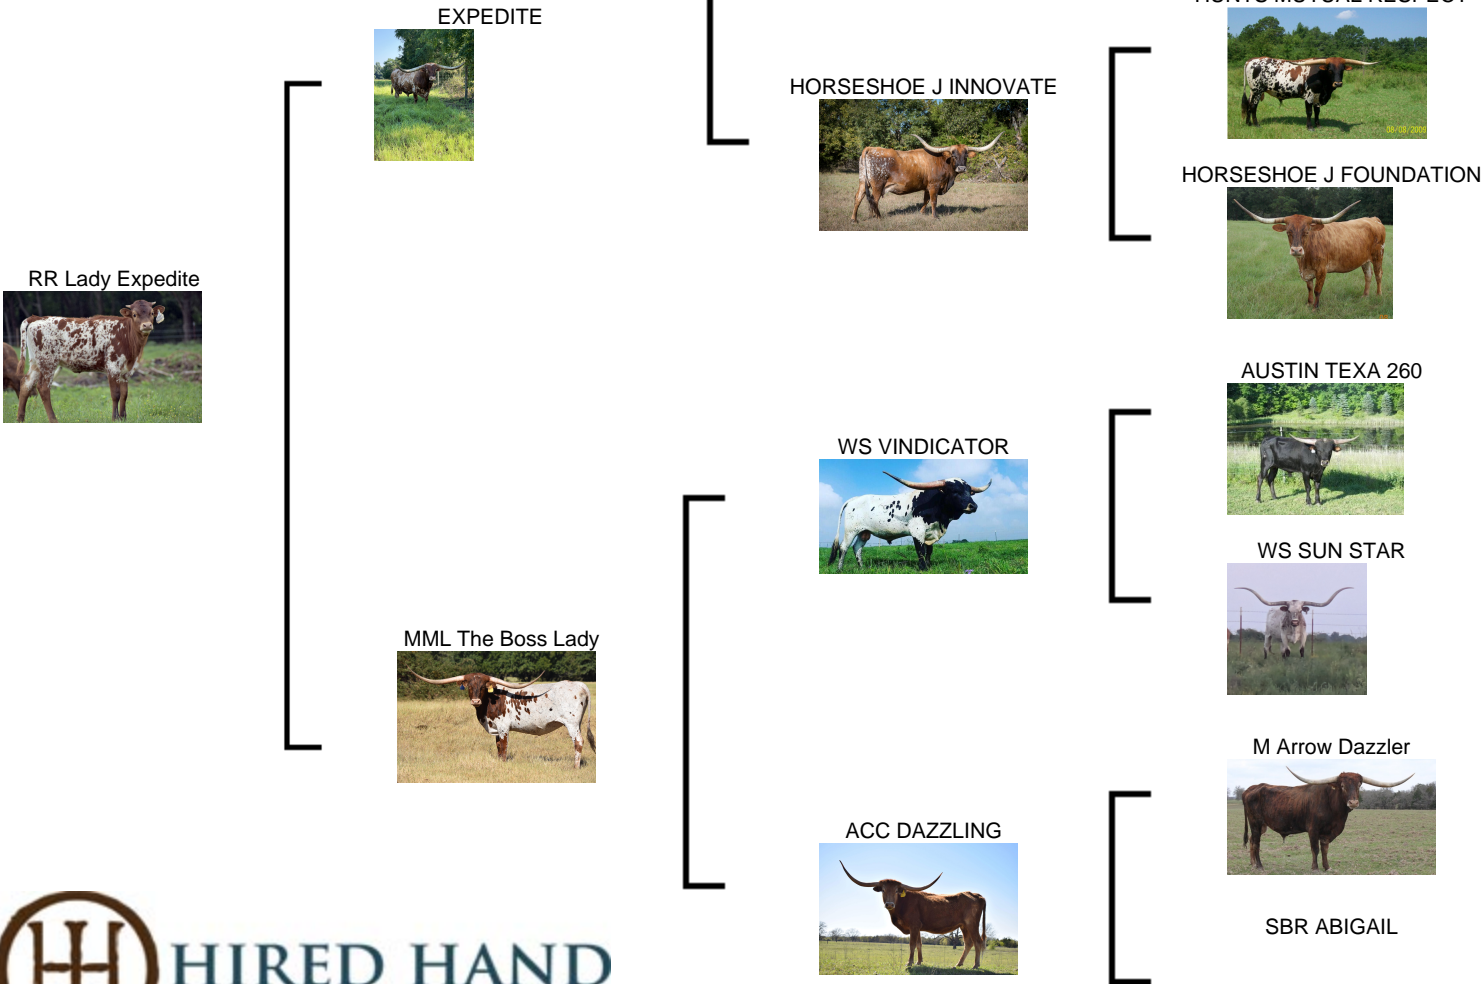 EXPEDITE
HORSESHOE J INNOVATE
HORSESHOE J FOUNDATION
RR Lady Expedite
AUSTIN TEXA 260
WS VINDICATOR
WS SUN STAR
MML The Boss Lady
M Arrow Dazzler
ACC DAZZLING
SBR ABIGAIL
HIRED HAND